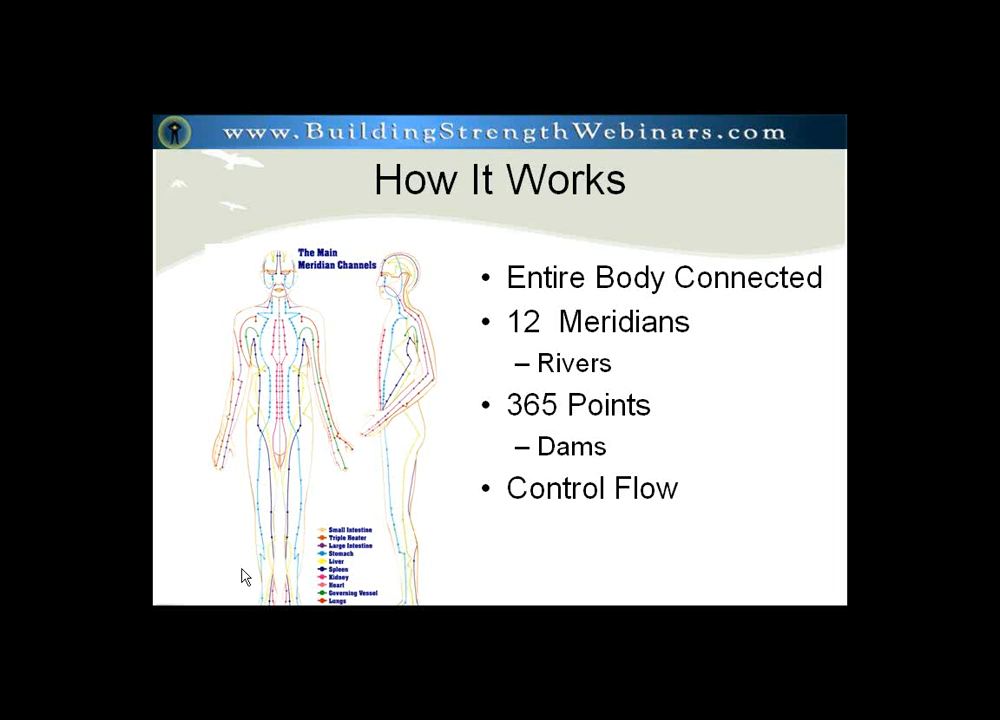 www.BuildingStrengthWebinars.com
How It Works
The Main
Meridian Channels
• Entire Body Connected
• 12 Meridians
– Rivers
• 365 Points
– Dams
• Control Flow
Small Intestine
Triple Heater
Large Intestine
Stomach
Liver
Spleen
Kidney
Heart
Governing Vessel
Lungs